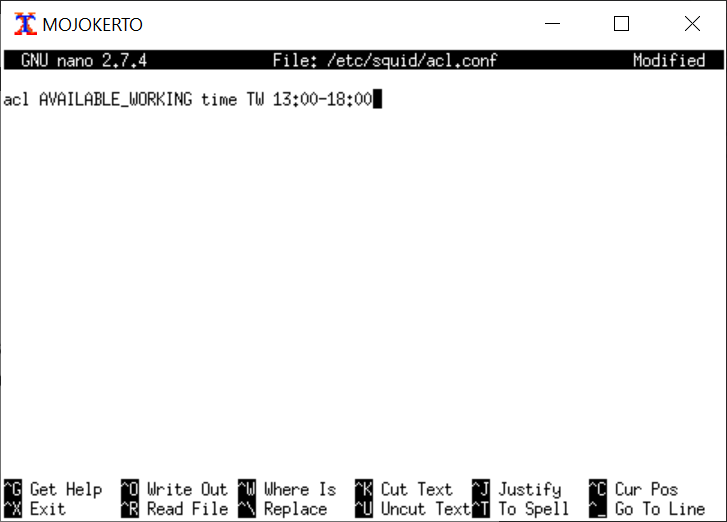 MOJOKERTO
GNU nano 2.7.4 File: /etc/squid/acl.conf Modified
acl AVAILABLE_WORKING time TW 13:00-18:00
^G Get Help ^O Write Out ^W Where Is ^K Cut Text ^J Justify ^C Cur Pos
^X Exit ^R Read File ^\ Replace ^U Uncut Text ^T To Spell ^_ Go To Line